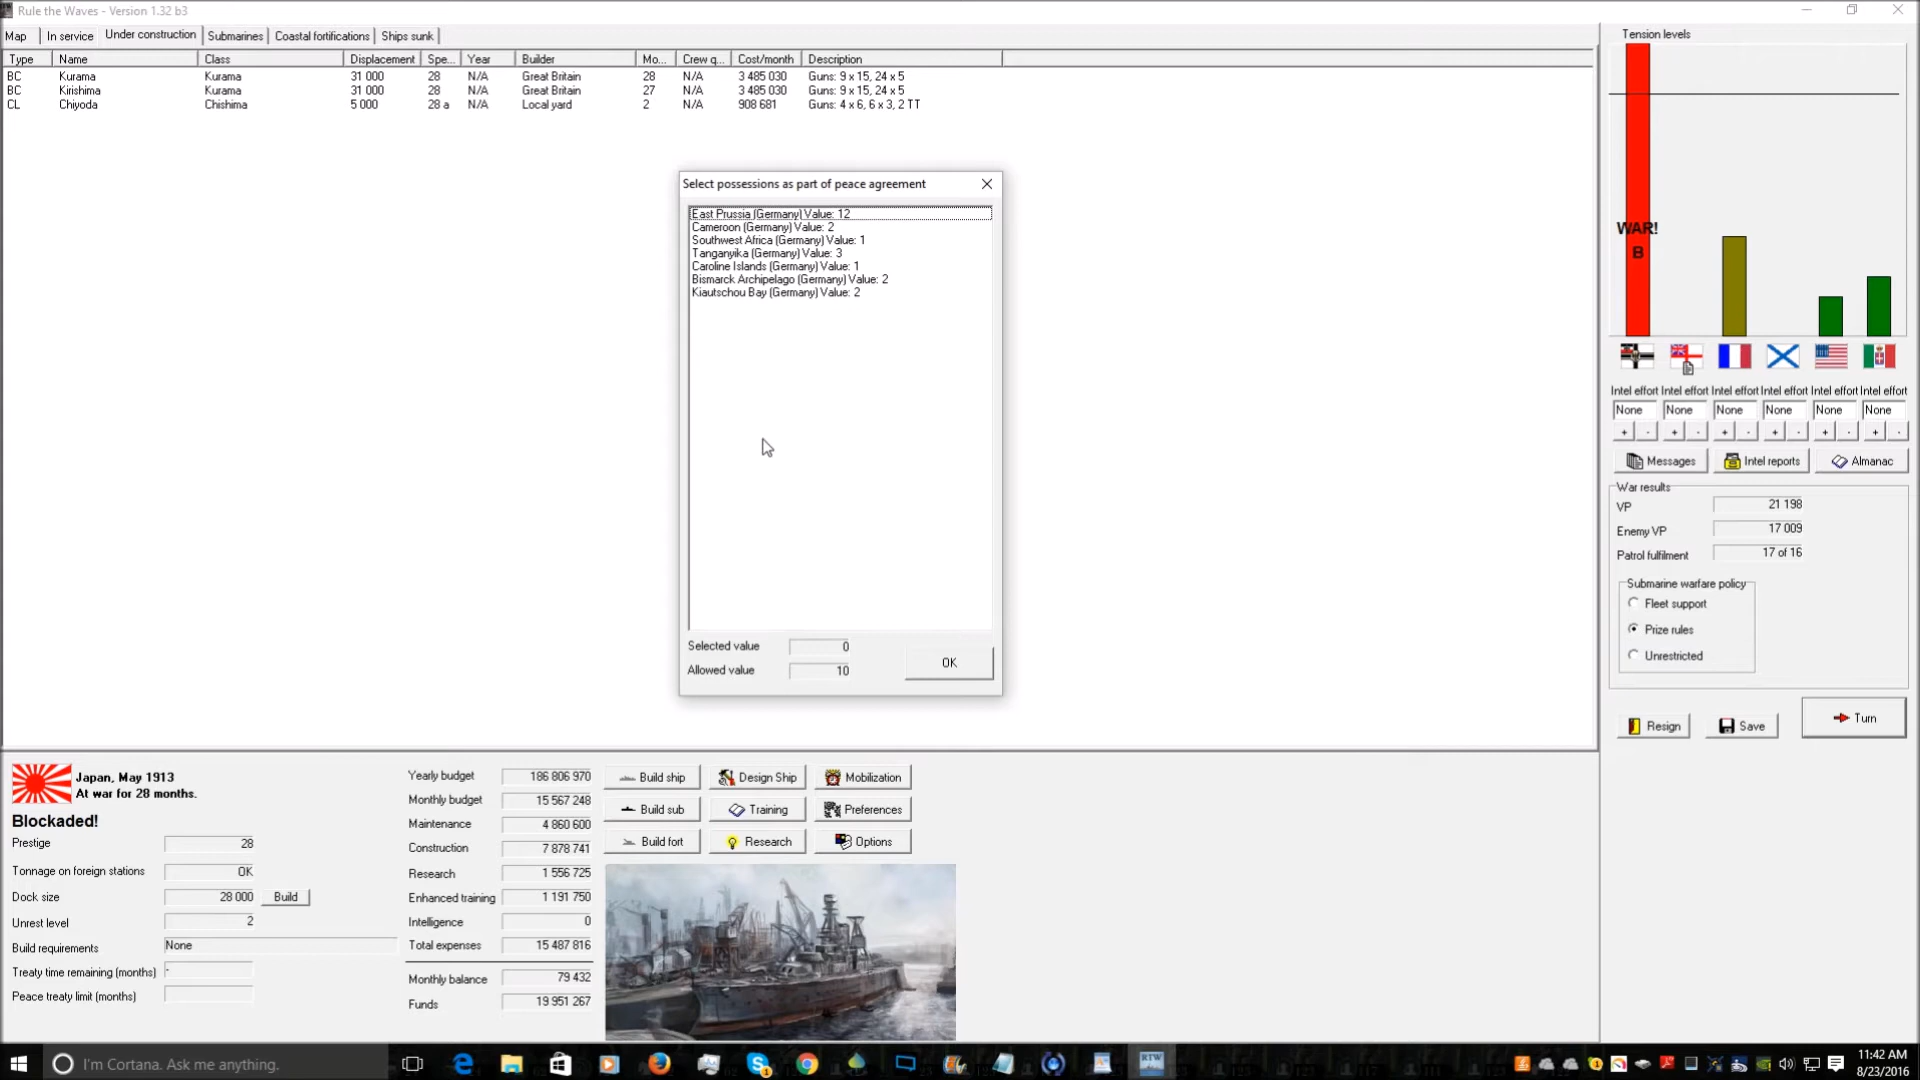 Rule the Waves - Version 1.32 b3
Map In service Under construction Submarines Coastal fortifications Ships sunk
Type Name Class Displacement Spe... Year Builder Mo... Crew q... Cost/month Description
BC Kurama Kurama 31 000 28 N/A Great Britain 28 N/A 3 485 030 Guns: 9 x 15, 24 x 5
BC Kirishima Kurama 31 000 28 N/A Great Britain 27 N/A 3 485 030 Guns: 9 x 15, 24 x 5
CL Chiyoda Chishima 5 000 28 a N/A Local yard 2 N/A 908 681 Guns: 4 x 6, 6 x 3, 2 TT
Select possessions as part of peace agreement
East Prussia (Germany) Value: 12
Cameroon (Germany) Value: 2
Southwest Africa (Germany) Value: 1
Tanganyika (Germany) Value: 3
Caroline Islands (Germany) Value: 1
Bismarck Archipelago (Germany) Value: 2
Kiautschou Bay (Germany) Value: 2
Selected value 0
Allowed value 10
OK
Tension levels
WAR!
B
Intel effort Intel effort Intel effort Intel effort Intel effort Intel effort
None None None None None None
+ - + - + - + - + - + -
Messages Intel reports Almanac
War results
VP 21 198
Enemy VP 17 009
Patrol fulfilment 17 of 16
Submarine warfare policy
Fleet support
Prize rules
Unrestricted
Resign Save Turn
Japan, May 1913
At war for 28 months.
Blockaded!
Prestige 28
Tonnage on foreign stations OK
Dock size 28 000 Build
Unrest level 2
Build requirements None
Treaty time remaining (months) -
Peace treaty limit (months)
Yearly budget 186 806 970
Monthly budget 15 567 248
Maintenance 4 860 600
Construction 7 878 741
Research 1 556 725
Enhanced training 1 191 750
Intelligence 0
Total expenses 15 487 816
Monthly balance 79 432
Funds 19 951 267
Build ship Design Ship Mobilization
Build sub Training Preferences
Build fort Research Options
I'm Cortana. Ask me anything.
RTW
11:42 AM
8/23/2016